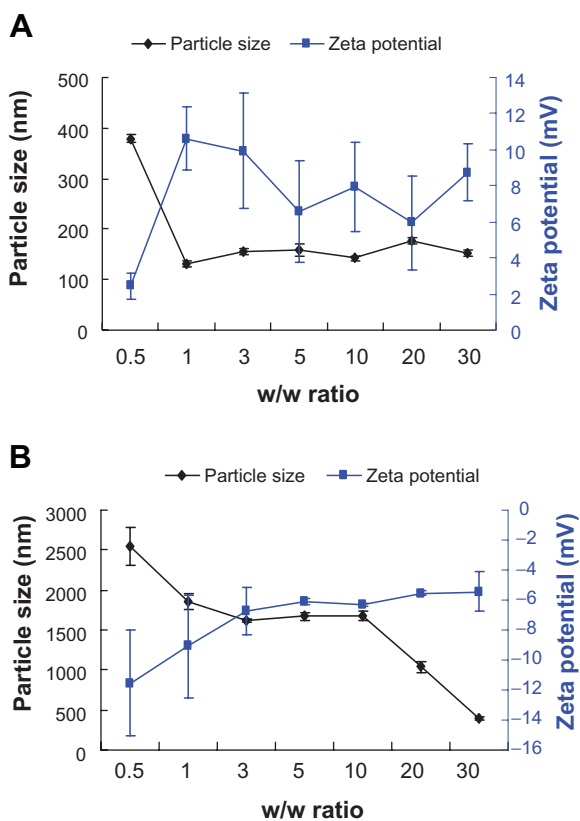 A
Particle size
Zeta potential
Particle size (nm)
500
400
300
200
100
0
14
12
10
8
6
4
2
0
Zeta potential (mV)
0.5 1 3 5 10 20 30
w/w ratio
B
Particle size
Zeta potential
Particle size (nm)
3000
2500
2000
1500
1000
500
0
0
−2
−4
−6
−8
−10
−12
−14
−16
Zeta potential (mV)
0.5 1 3 5 10 20 30
w/w ratio